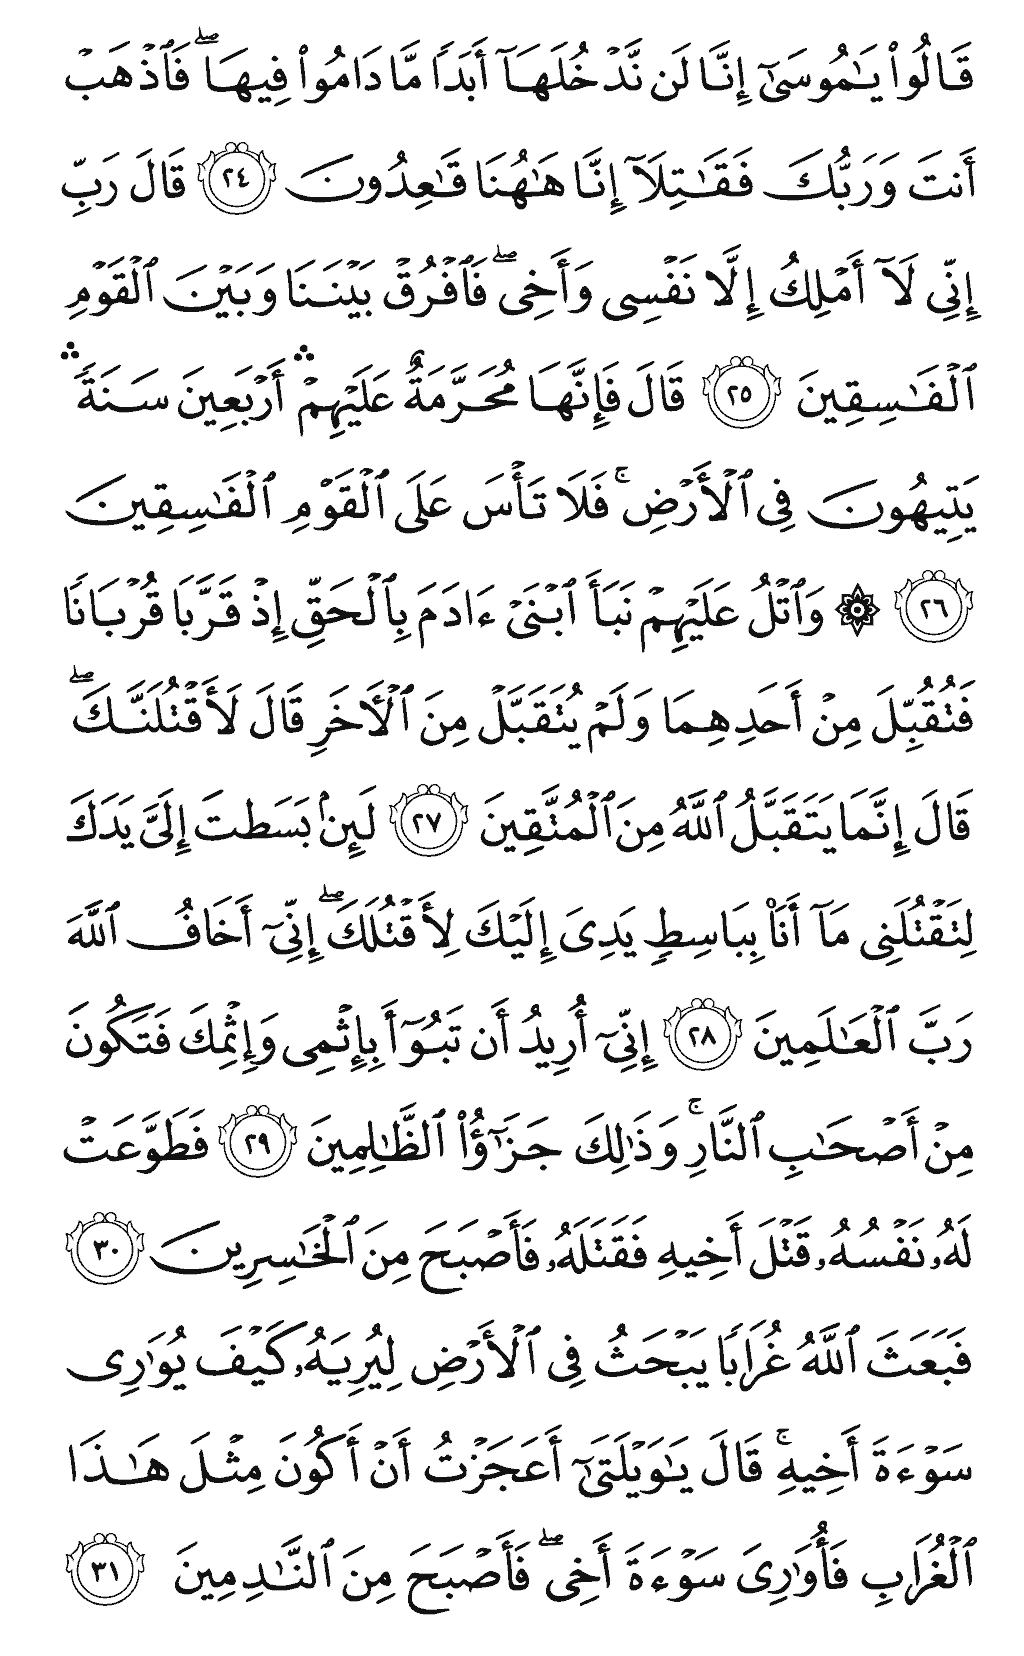 قَالُوا۟ يَـٰمُوسَىٰٓ إِنَّا لَن نَّدْخُلَهَآ أَبَدًا مَّا دَامُوا۟ فِيهَا ۖ فَٱذْهَبْ
أَنتَ وَرَبُّكَ فَقَـٰتِلَآ إِنَّا هَـٰهُنَا قَـٰعِدُونَ ٢٤ قَالَ رَبِّ
إِنِّى لَآ أَمْلِكُ إِلَّا نَفْسِى وَأَخِى ۖ فَٱفْرُقْ بَيْنَنَا وَبَيْنَ ٱلْقَوْمِ
ٱلْفَـٰسِقِينَ ٢٥ قَالَ فَإِنَّهَا مُحَرَّمَةٌ عَلَيْهِمْ ۛ أَرْبَعِينَ سَنَةً ۛ
يَتِيهُونَ فِى ٱلْأَرْضِ ۚ فَلَا تَأْسَ عَلَى ٱلْقَوْمِ ٱلْفَـٰسِقِينَ
٢٦ ۞ وَٱتْلُ عَلَيْهِمْ نَبَأَ ٱبْنَىْ ءَادَمَ بِٱلْحَقِّ إِذْ قَرَّبَا قُرْبَانًا
فَتُقُبِّلَ مِنْ أَحَدِهِمَا وَلَمْ يُتَقَبَّلْ مِنَ ٱلْـَٔاخَرِ قَالَ لَأَقْتُلَنَّكَ ۖ
قَالَ إِنَّمَا يَتَقَبَّلُ ٱللَّهُ مِنَ ٱلْمُتَّقِينَ ٢٧ لَئِنۢ بَسَطتَ إِلَىَّ يَدَكَ
لِتَقْتُلَنِى مَآ أَنَا۠ بِبَاسِطٍ يَدِىَ إِلَيْكَ لِأَقْتُلَكَ ۖ إِنِّىٓ أَخَافُ ٱللَّهَ
رَبَّ ٱلْعَـٰلَمِينَ ٢٨ إِنِّىٓ أُرِيدُ أَن تَبُوٓأَ بِإِثْمِى وَإِثْمِكَ فَتَكُونَ
مِنْ أَصْحَـٰبِ ٱلنَّارِ ۚ وَذَٰلِكَ جَزَٰٓؤُا۟ ٱلظَّـٰلِمِينَ ٢٩ فَطَوَّعَتْ
لَهُۥ نَفْسُهُۥ قَتْلَ أَخِيهِ فَقَتَلَهُۥ فَأَصْبَحَ مِنَ ٱلْخَـٰسِرِينَ ٣٠
فَبَعَثَ ٱللَّهُ غُرَابًا يَبْحَثُ فِى ٱلْأَرْضِ لِيُرِيَهُۥ كَيْفَ يُوَٰرِى
سَوْءَةَ أَخِيهِ ۚ قَالَ يَـٰوَيْلَتَىٰٓ أَعَجَزْتُ أَنْ أَكُونَ مِثْلَ هَـٰذَا
ٱلْغُرَابِ فَأُوَٰرِىَ سَوْءَةَ أَخِى ۖ فَأَصْبَحَ مِنَ ٱلنَّـٰدِمِينَ ٣١